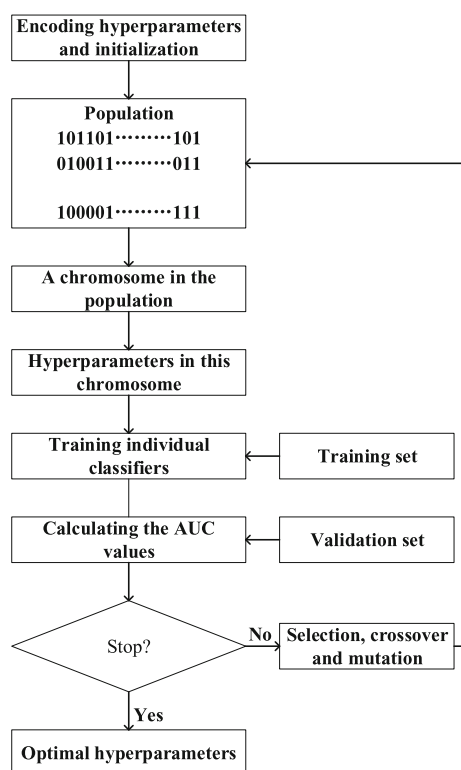 Encoding hyperparameters
and initialization
Population
101101·········101
010011·········011
100001·········111
A chromosome in the
population
Hyperparameters in this
chromosome
Training individual
classifiers
Training set
Calculating the AUC
values
Validation set
Stop?
No
Selection, crossover
and mutation
Yes
Optimal hyperparameters